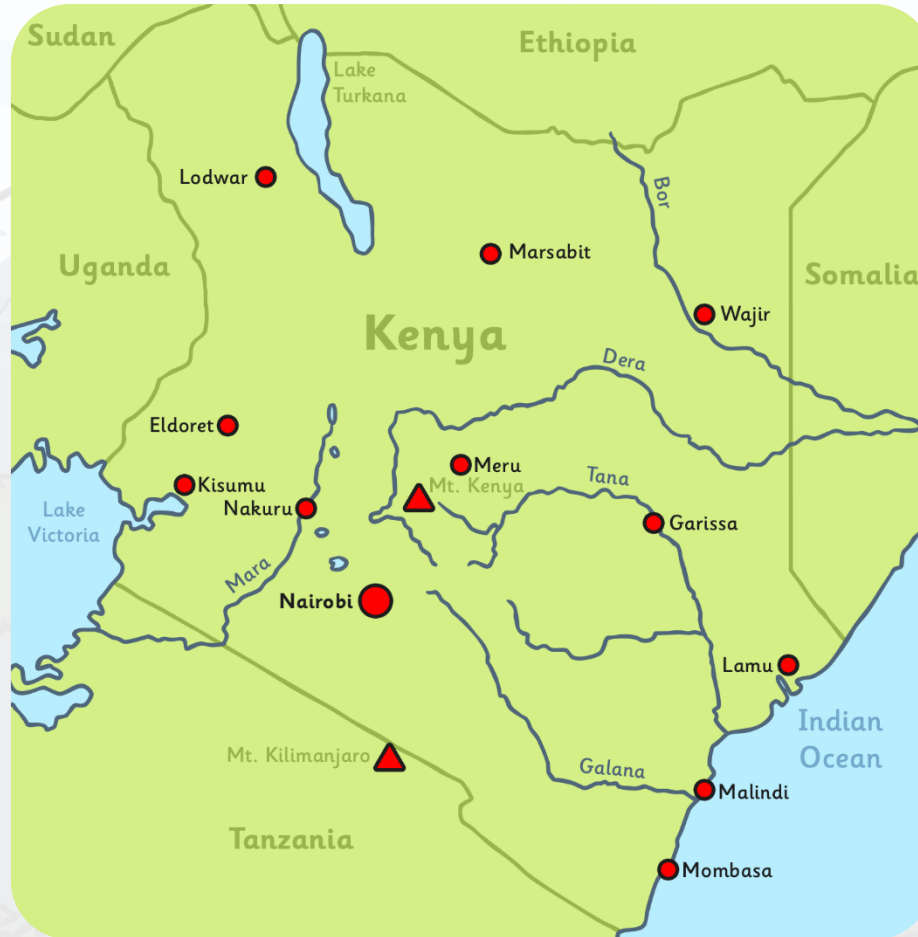 Sudan
Ethiopia
Lake
Turkana
Lodwar
Bor
Marsabit
Uganda
Somalia
Wajir
Kenya
Dera
Eldoret
Meru
Tana
Kisumu
Mt. Kenya
Nakuru
Lake
Victoria
Garissa
Mara
Nairobi
Lamu
Indian
Ocean
Mt. Kilimanjaro
Galana
Malindi
Tanzania
Mombasa